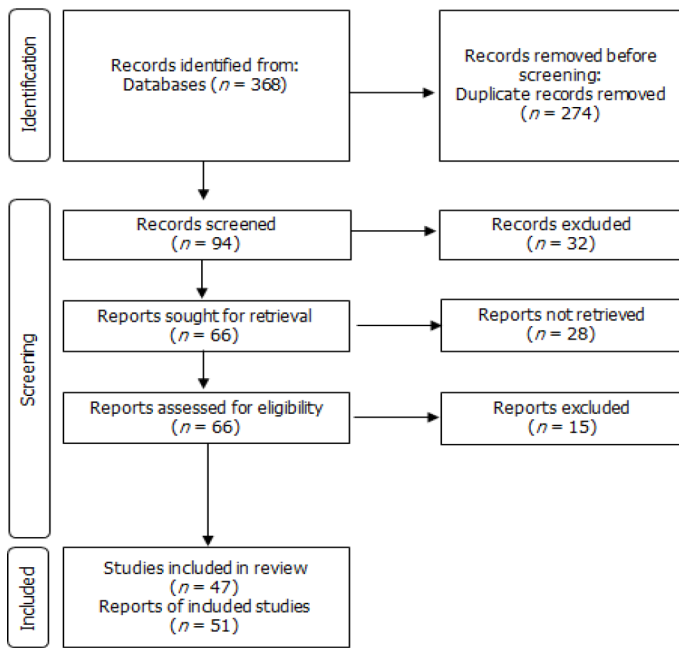 Identification
Records identified from:
Databases (n = 368)
Records removed before
screening:
Duplicate records removed
(n = 274)
Screening
Records screened
(n = 94)
Records excluded
(n = 32)
Reports sought for retrieval
(n = 66)
Reports not retrieved
(n = 28)
Reports assessed for eligibility
(n = 66)
Reports excluded
(n = 15)
Included
Studies included in review
(n = 47)
Reports of included studies
(n = 51)